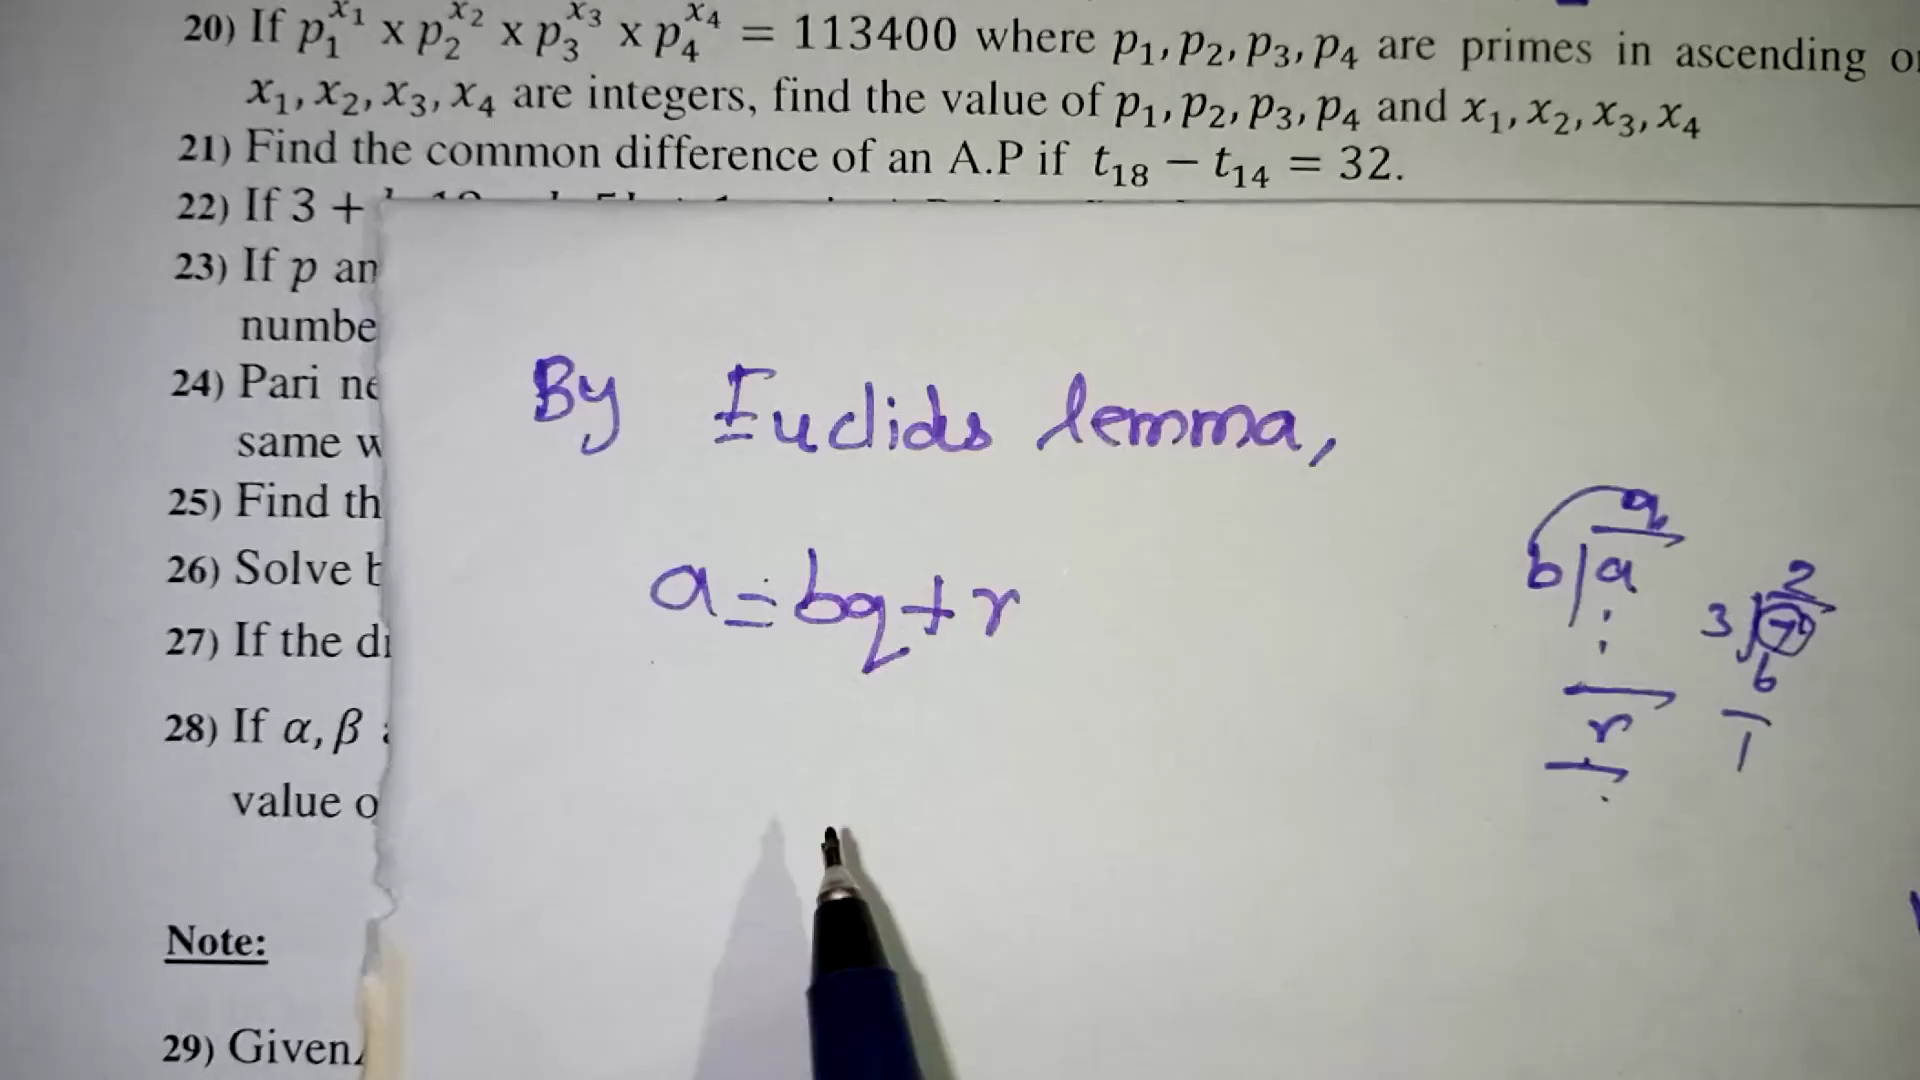 20) If p₁^x₁ x p₂^x₂ x p₃^x₃ x p₄^x₄ = 113400 where p₁, p₂, p₃, p₄ are primes in ascending
x₁, x₂, x₃, x₄ are integers, find the value of p₁, p₂, p₃, p₄ and x₁, x₂, x₃, x₄
21) Find the common difference of an A.P if t₁₈ − t₁₄ = 32.
22) If 3 +
23) If p an
numbe
24) Pari ne
same w
25) Find th
26) Solve b
27) If the di
28) If α, β
value o
Note:
29) Given
By Euclids lemma,
a = bq + r
q
b a
r
2
3 7
6
1